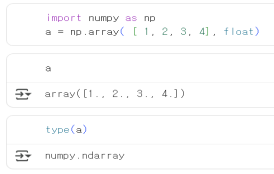 import numpy as np
a = np.array( [ 1, 2, 3, 4], float)
a
array([1., 2., 3., 4.])
type(a)
numpy.ndarray